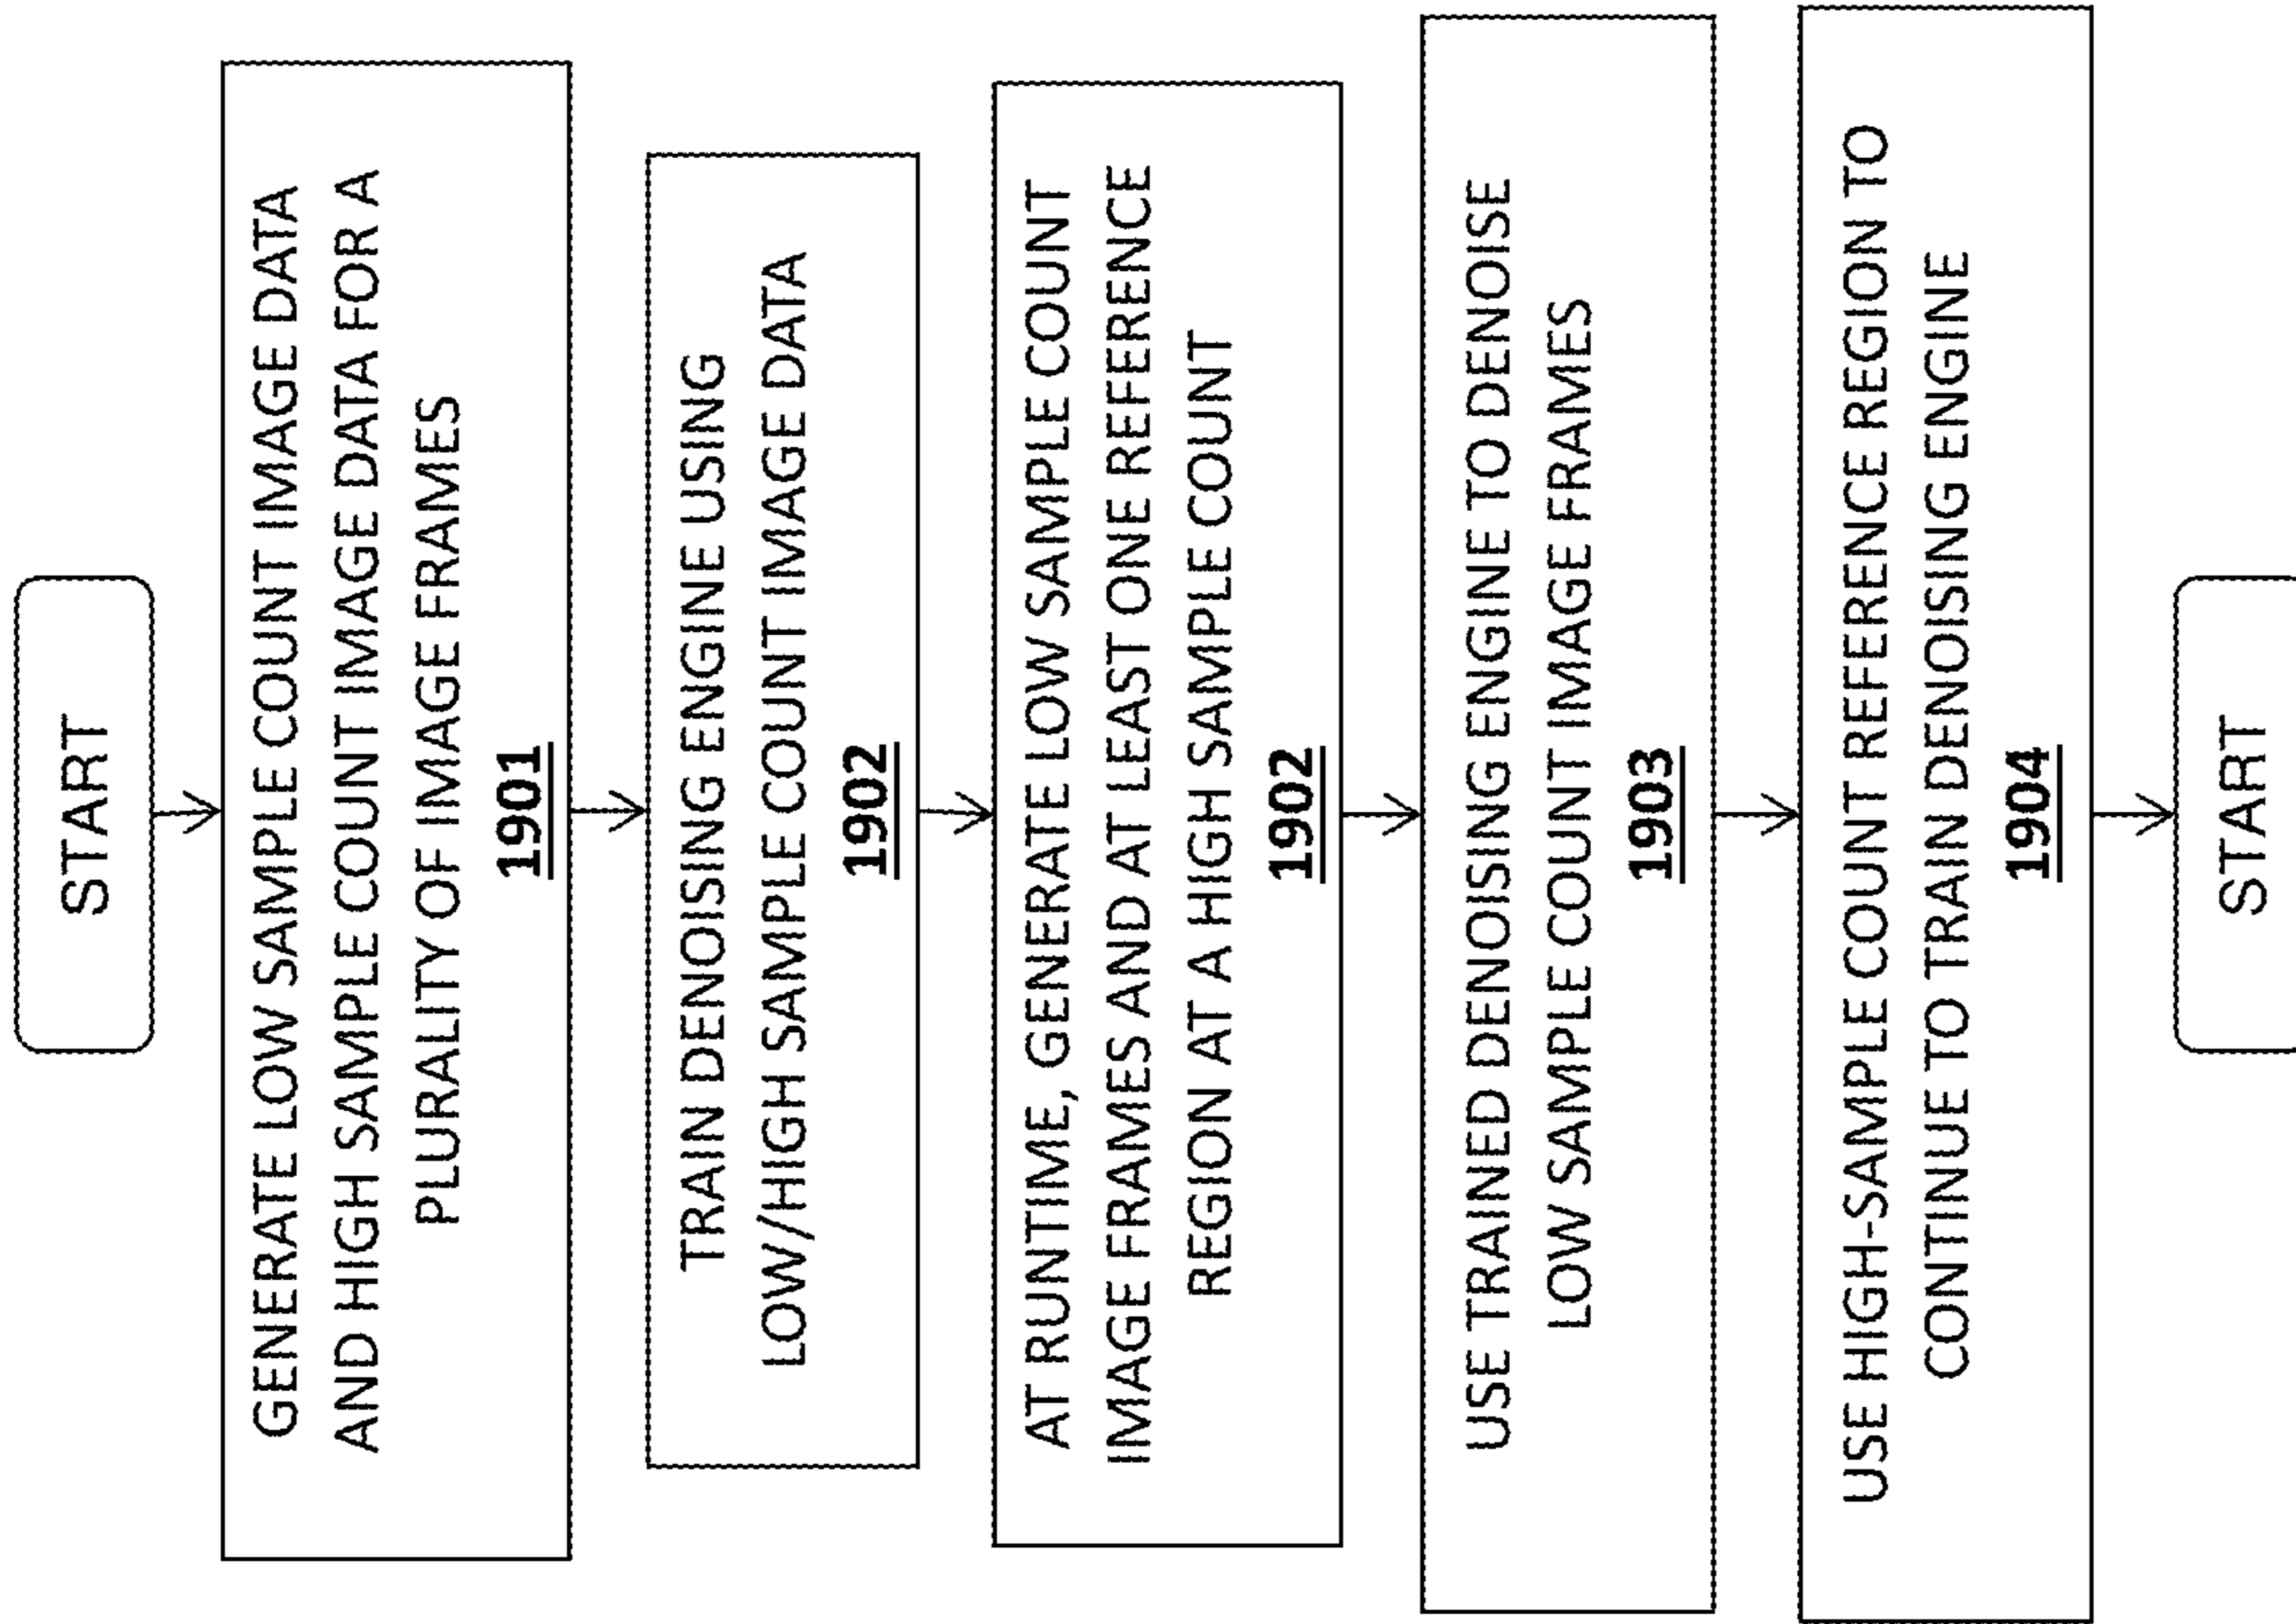 START
GENERATE LOW SAMPLE COUNT IMAGE DATA
AND HIGH SAMPLE COUNT IMAGE DATA FOR A
PLURALITY OF IMAGE FRAMES
1901
TRAIN DENOISING ENGINE USING
LOW/HIGH SAMPLE COUNT IMAGE DATA
1902
AT RUNTIME, GENERATE LOW SAMPLE COUNT
IMAGE FRAMES AND AT LEAST ONE REFERENCE
REGION AT A HIGH SAMPLE COUNT
1902
USE TRAINED DENOISING ENGINE TO DENOISE
LOW SAMPLE COUNT IMAGE FRAMES
1903
USE HIGH-SAMPLE COUNT REFERENCE REGION TO
CONTINUE TO TRAIN DENOISING ENGINE
1904
START